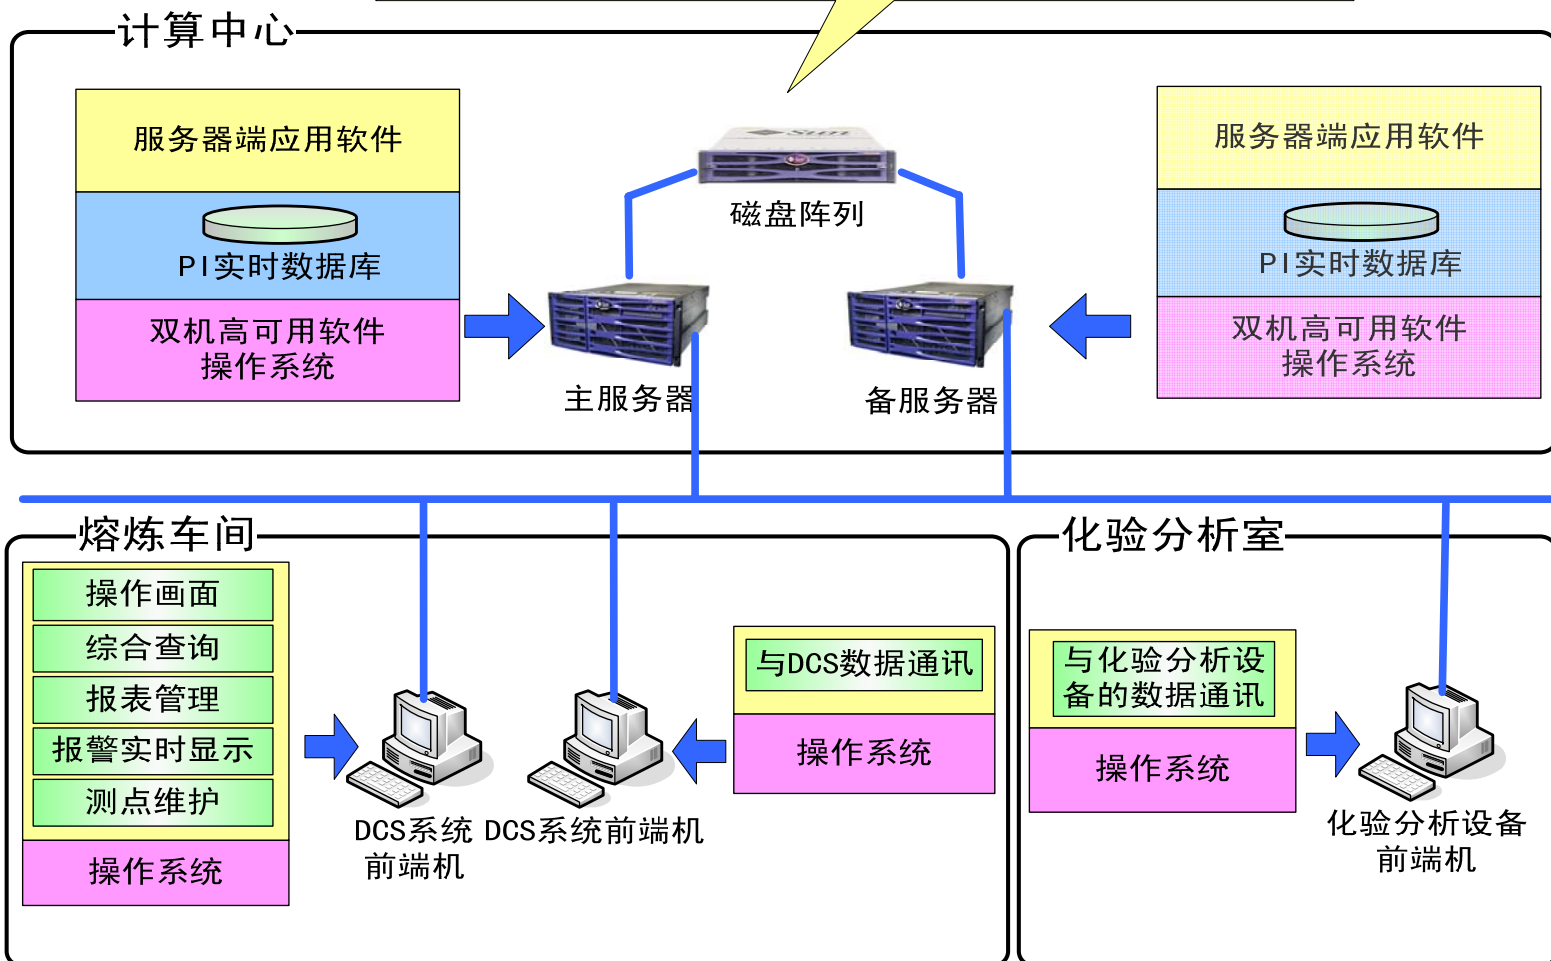 计算中心
服务器端应用软件
PI实时数据库
双机高可用软件
操作系统
Sun
磁盘阵列
主服务器
备服务器
服务器端应用软件
PI实时数据库
双机高可用软件
操作系统
熔炼车间
操作画面
综合查询
报表管理
报警实时显示
测点维护
操作系统
DCS系统
前端机
DCS系统前端机
与DCS数据通讯
操作系统
化验分析室
与化验分析设
备的数据通讯
操作系统
化验分析设备
前端机